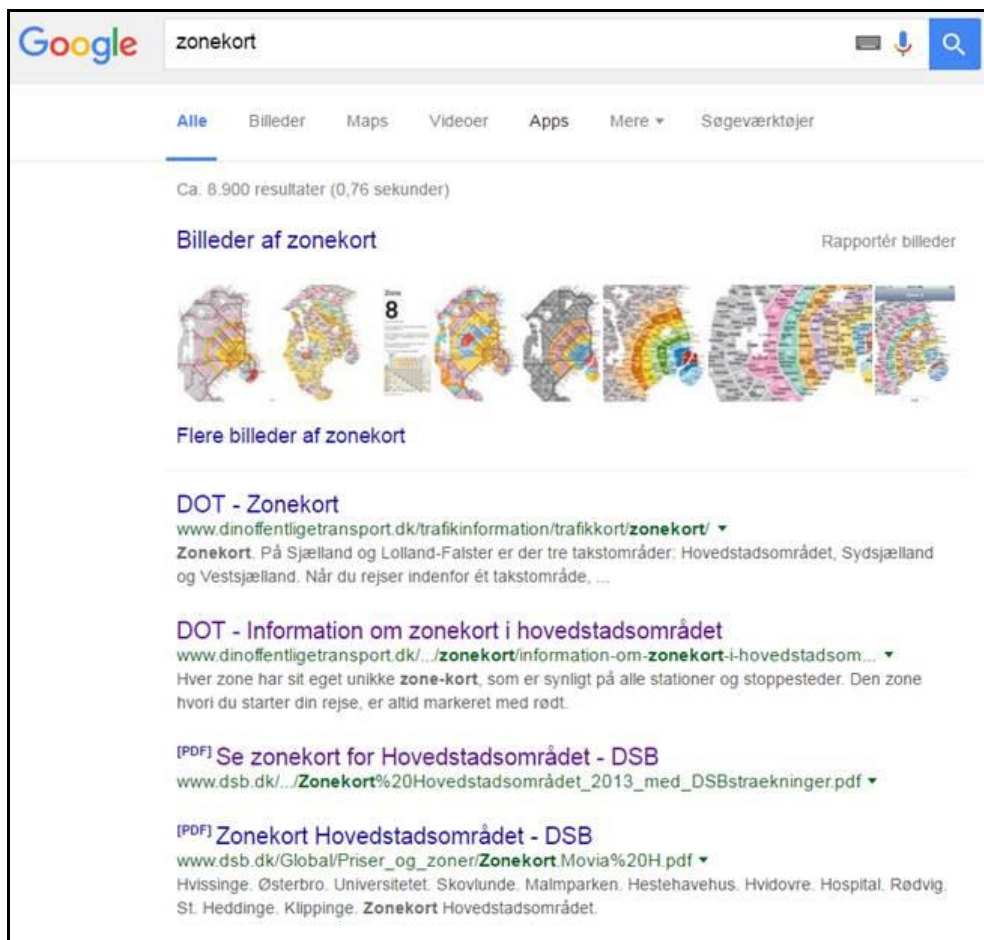 Google zonekort
Alle Billeder Maps Videoer Apps Mere Søgeværktøjer
Ca. 8.900 resultater (0,76 sekunder)
Billeder af zonekort Rapportér billeder
Zone
8
Flere billeder af zonekort
DOT - Zonekort
www.dinoffentligetransport.dk/trafikinformation/trafikkort/zonekort/
Zonekort. På Sjælland og Lolland-Falster er der tre takstområder: Hovedstadsområdet, Sydsjælland
og Vestsjælland. Når du rejser indenfor ét takstområde, ...
DOT - Information om zonekort i hovedstadsområdet
www.dinoffentligetransport.dk/.../zonekort/information-om-zonekort-i-hovedstadsom...
Hver zone har sit eget unikke zone-kort, som er synligt på alle stationer og stoppesteder. Den zone
hvori du starter din rejse, er altid markeret med rødt.
[PDF] Se zonekort for Hovedstadsområdet - DSB
www.dsb.dk/.../Zonekort%20Hovedstadsområdet_2013_med_DSBstraekninger.pdf
[PDF] Zonekort Hovedstadsområdet - DSB
www.dsb.dk/Global/Priser_og_zoner/Zonekort.Movia%20H.pdf
Hvissinge. Østerbro. Universitetet. Skovlunde. Malmparken. Hestehavehus. Hvidovre. Hospital. Rødvig.
St. Heddinge. Klippinge. Zonekort Hovedstadsområdet.